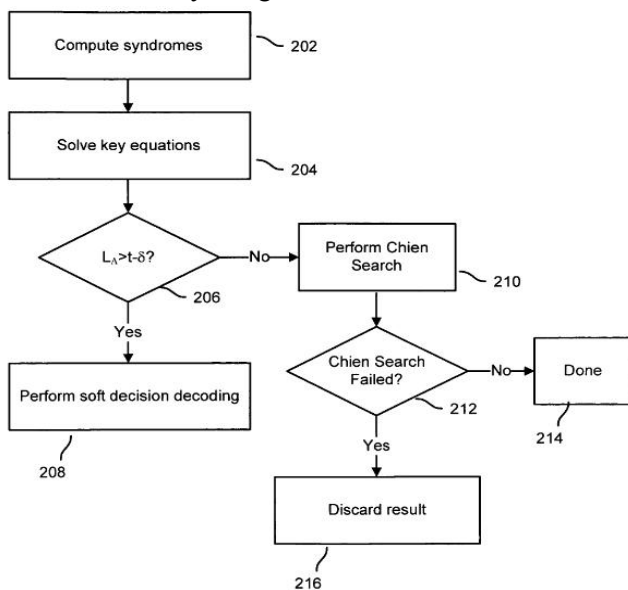 Compute syndromes
202
Solve key equations
204
L_Λ>t-δ?
No
Perform Chien
Search
210
206
Yes
Perform soft decision decoding
208
Chien Search
Failed?
No
Done
212
214
Yes
Discard result
216